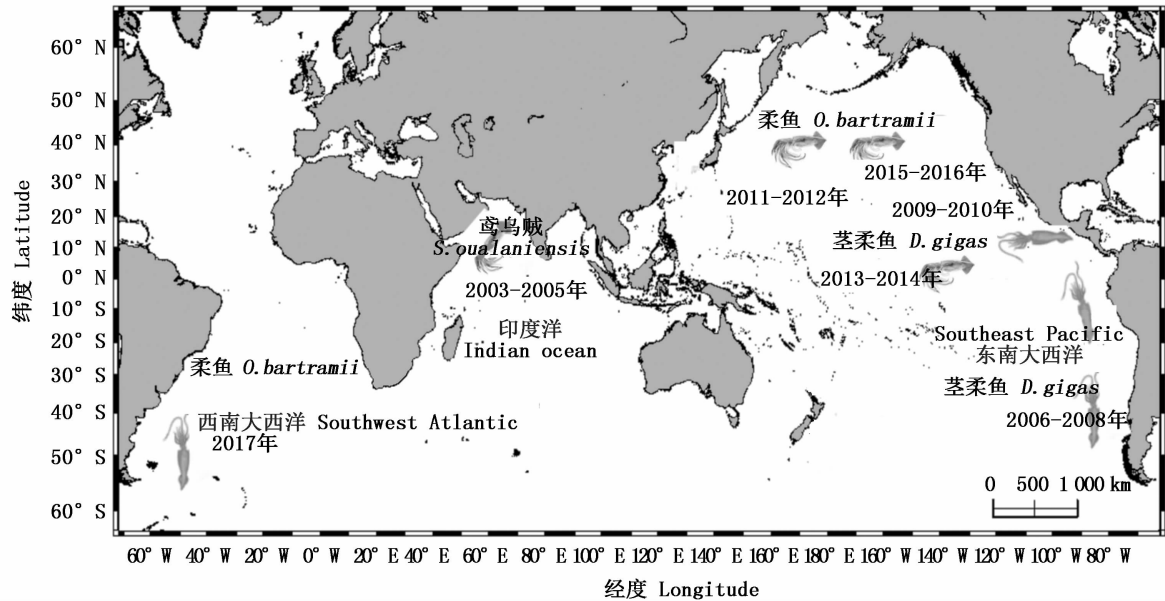 60° N
50° N
40° N
30° N
20° N
10° N
0° N
10° S
20° S
30° S
40° S
50° S
60° S
纬度 Latitude
柔鱼 O.bartramii
2015-2016年
2011-2012年
2009-2010年
鸢乌贼
S.oualaniensis
茎柔鱼 D.gigas
2013-2014年
2003-2005年
印度洋
Indian ocean
Southeast Pacific
东南大西洋
柔鱼 O.bartramii
茎柔鱼 D.gigas
西南大西洋 Southwest Atlantic
2006-2008年
2017年
0 500 1 000 km
60° W 40° W 20° W 0° W 20° E 40° E 60° E 80° E 100° E 120° E 140° E 160° E 180° E 160° W 140° W 120° W 100° W 80° W
经度 Longitude